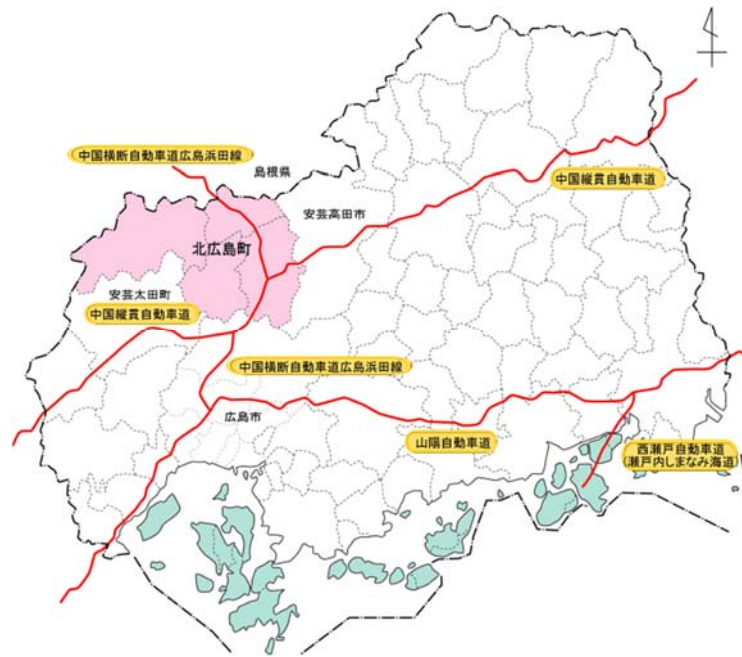 中国横断自動車道広島浜田線
島根県
中国縦貫自動車道
安芸高田市
北広島町
安芸太田町
中国縦貫自動車道
中国横断自動車道広島浜田線
広島市
山陽自動車道
西瀬戸自動車道
(瀬戸内しまなみ海道)